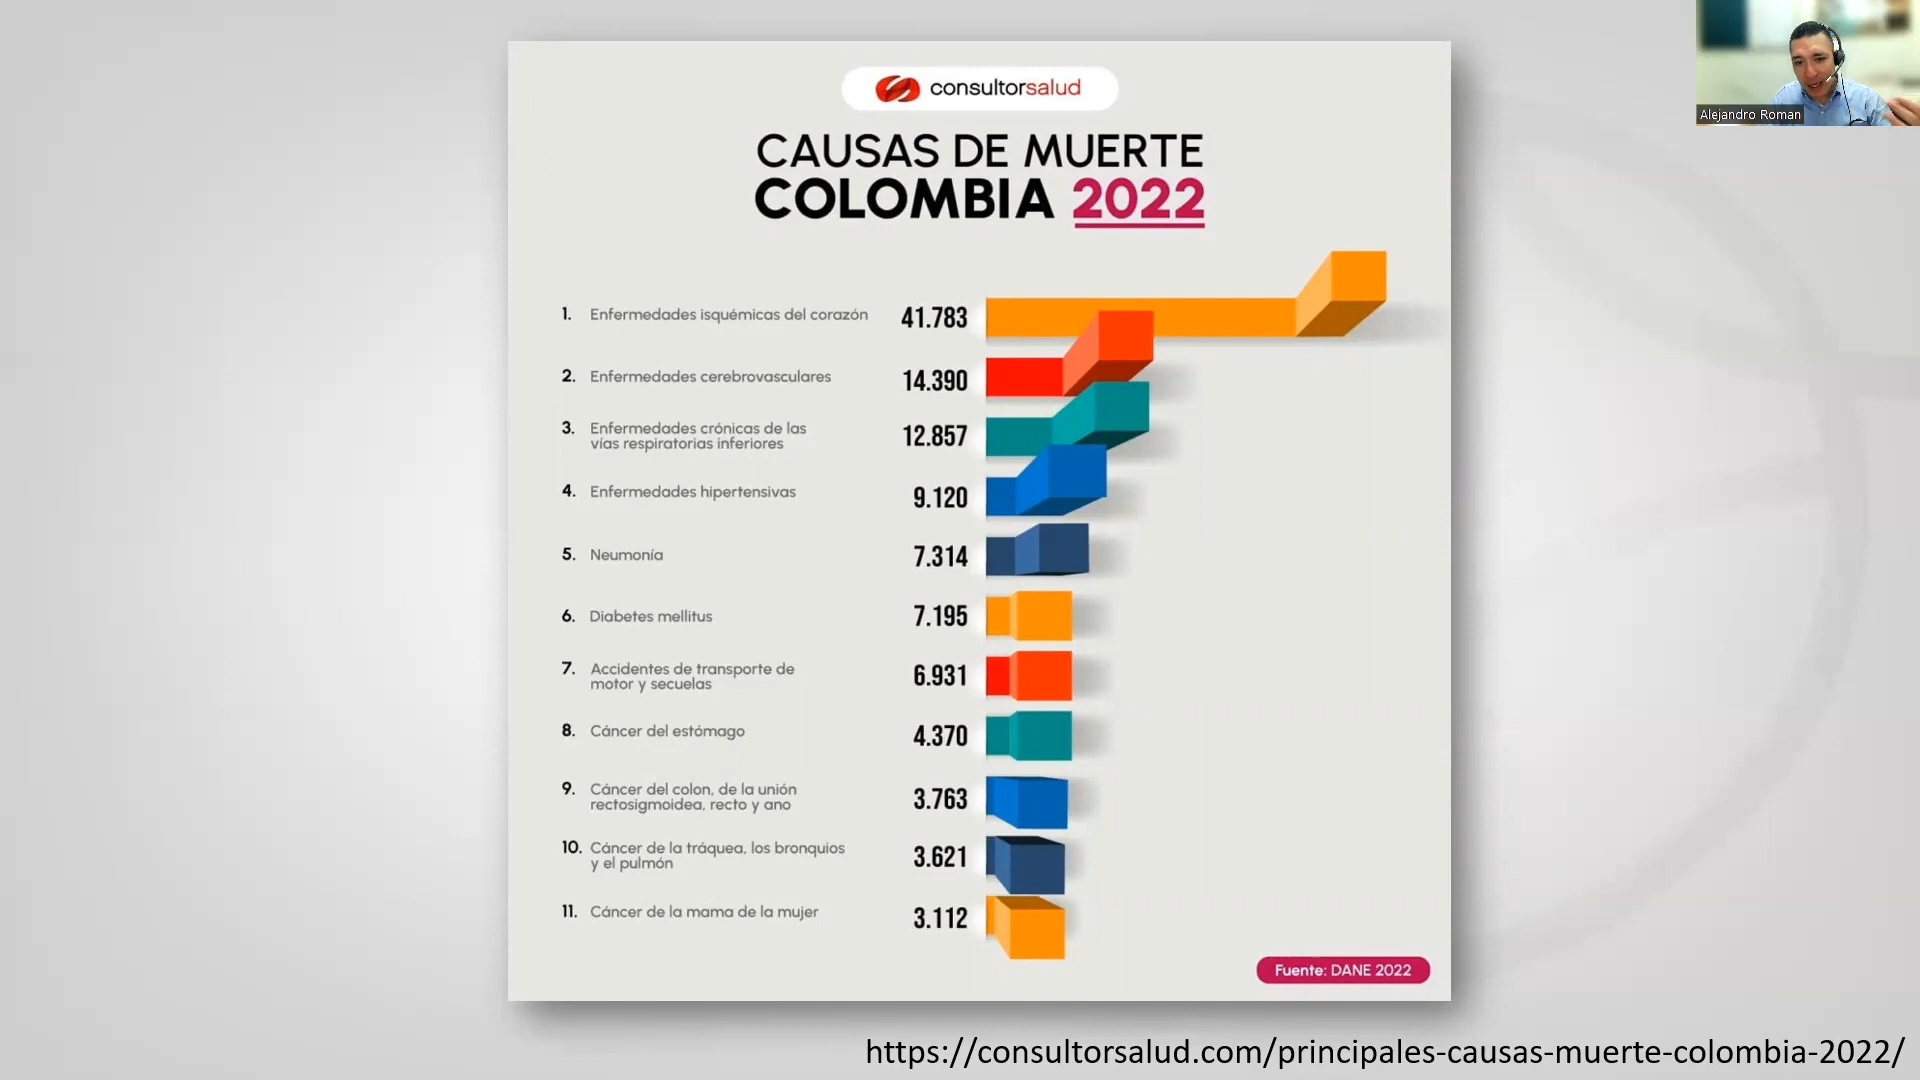 consultorsalud
CAUSAS DE MUERTE
COLOMBIA 2022
1. Enfermedades isquémicas del corazón 41.783
2. Enfermedades cerebrovasculares 14.390
3. Enfermedades crónicas de las
vías respiratorias inferiores 12.857
4. Enfermedades hipertensivas 9.120
5. Neumonía 7.314
6. Diabetes mellitus 7.195
7. Accidentes de transporte de
motor y secuelas 6.931
8. Cáncer del estómago 4.370
9. Cáncer del colon, de la unión
rectosigmoidea, recto y ano 3.763
10. Cáncer de la tráquea, los bronquios
y el pulmón 3.621
11. Cáncer de la mama de la mujer 3.112
Fuente: DANE 2022
https://consultorsalud.com/principales-causas-muerte-colombia-2022/
Alejandro Roman